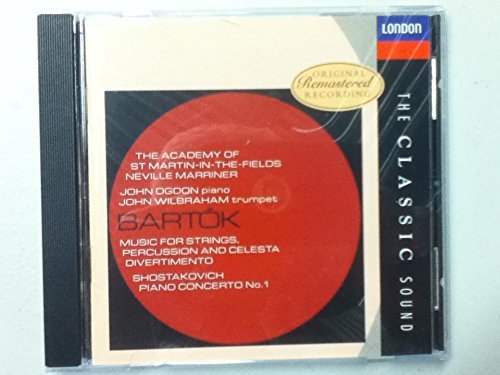 LONDON
ORIGINAL
Remastered
RECORDING
THE CLASSIC SOUND
THE ACADEMY OF
ST MARTIN-IN-THE-FIELDS
NEVILLE MARRINER
JOHN OGDON piano
JOHN WILBRAHAM trumpet
BARTÓK
MUSIC FOR STRINGS,
PERCUSSION AND CELESTA
DIVERTIMENTO
SHOSTAKOVICH
PIANO CONCERTO No.1